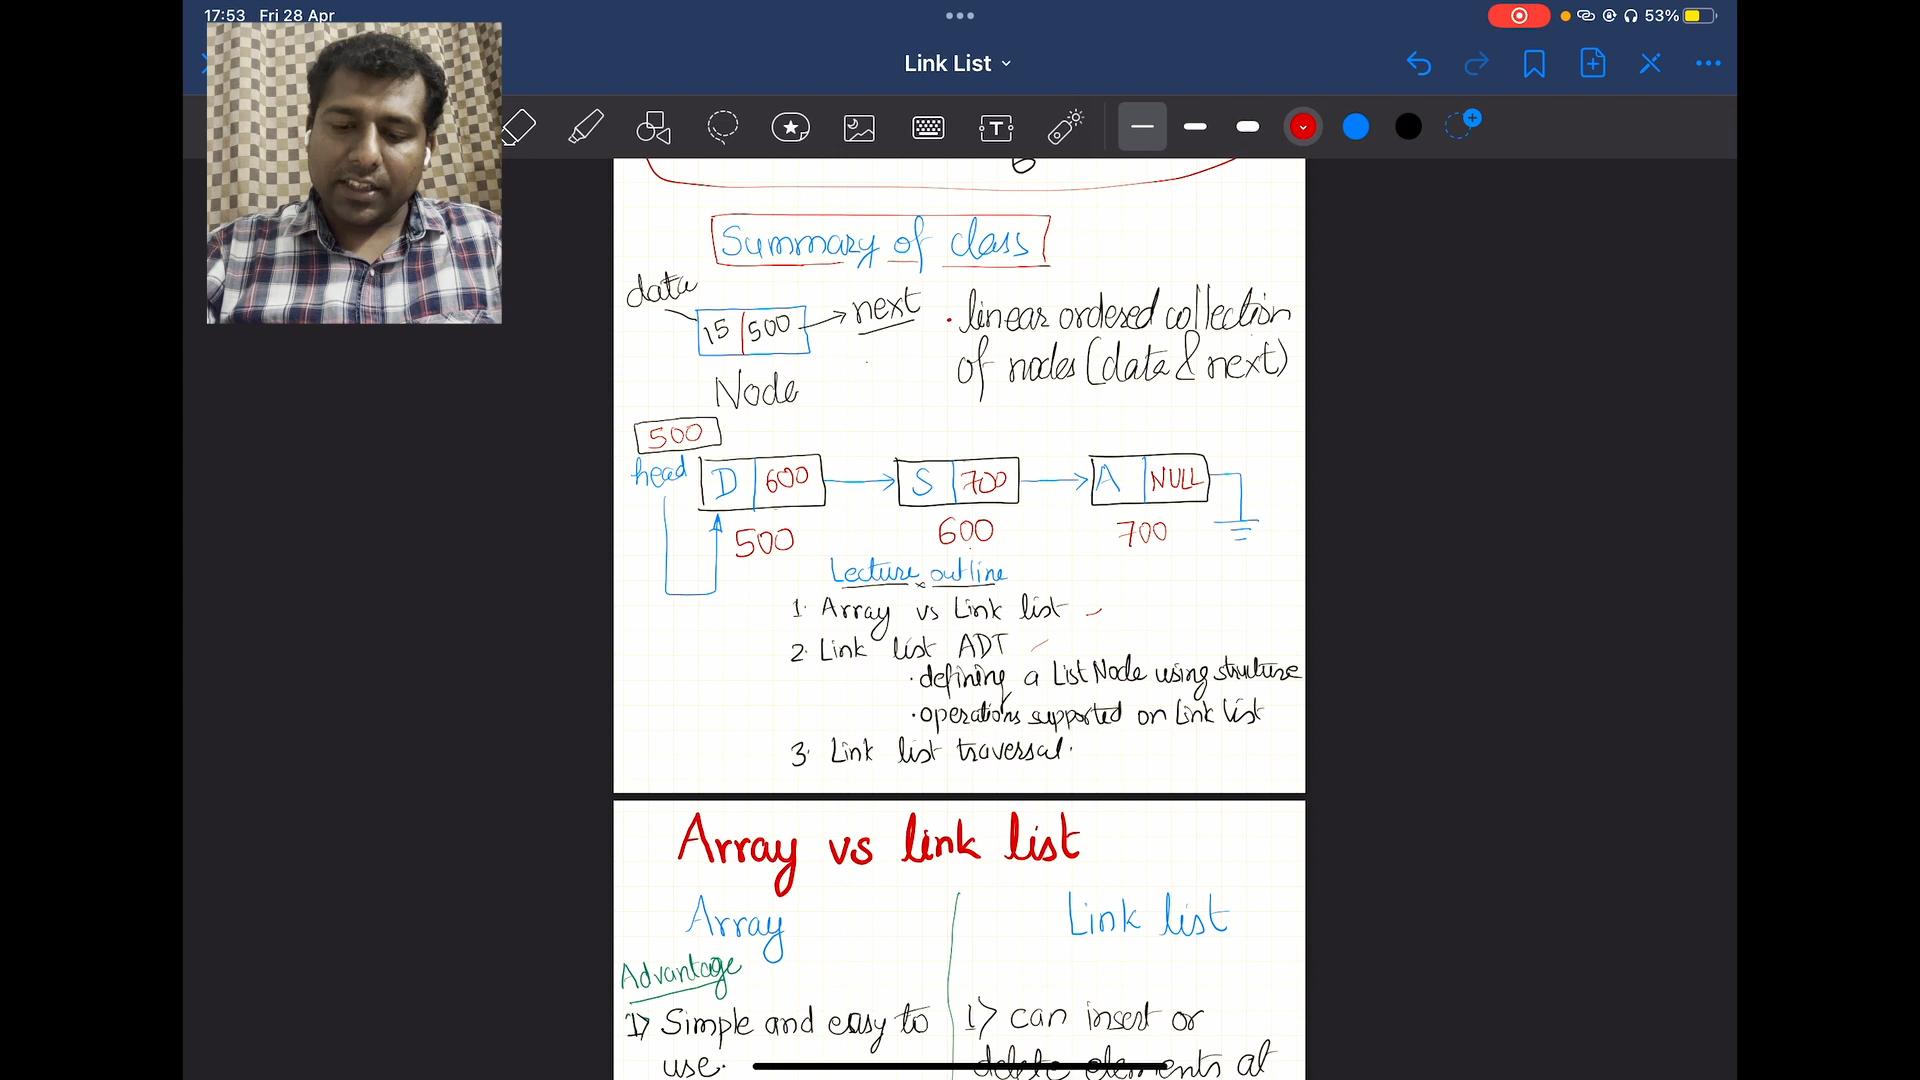 17:53 Fri 28 Apr
53%
Link List
T
Summary of class
data
15 500
next
Node
. linear ordered collection
of nodes (data & next)
500
head
D 600
S 700
A NULL
500
600
700
Lecture outline
1. Array vs Link list
2. Link list ADT
. defining a List Node using structure
. operations supported on Link list
3. Link list traversal.
Array vs link list
Array
Link list
Advantage
1) Simple and easy to
use.
1) can insert or
delete elements at